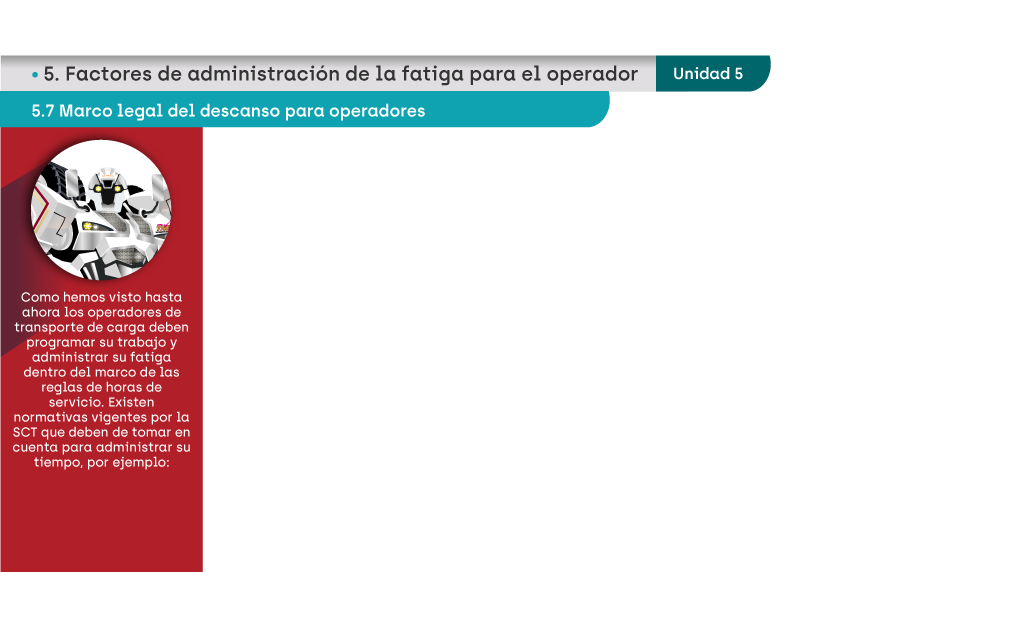 • 5. Factores de administración de la fatiga para el operador
Unidad 5
5.7 Marco legal del descanso para operadores
Como hemos visto hasta
ahora los operadores de
transporte de carga deben
programar su trabajo y
administrar su fatiga
dentro del marco de las
reglas de horas de
servicio. Existen
normativas vigentes por la
SCT que deben de tomar en
cuenta para administrar su
tiempo, por ejemplo: